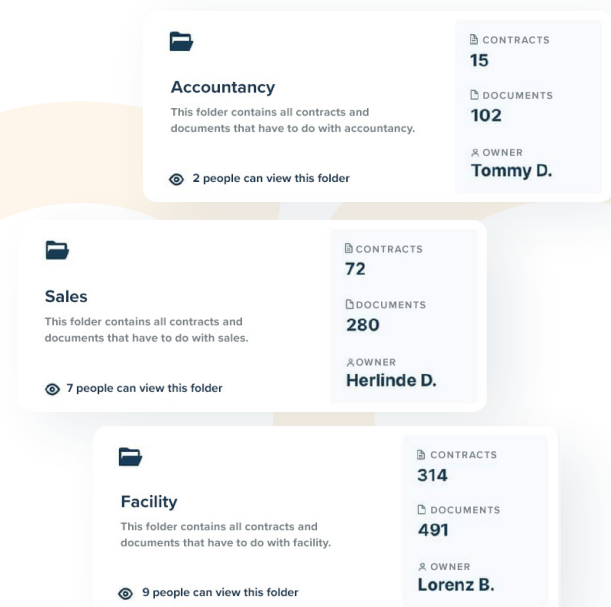 Accountancy
This folder contains all contracts and
documents that have to do with accountancy.
2 people can view this folder
CONTRACTS
15
DOCUMENTS
102
OWNER
Tommy D.
Sales
This folder contains all contracts and
documents that have to do with sales.
7 people can view this folder
CONTRACTS
72
DOCUMENTS
280
OWNER
Herlinde D.
Facility
This folder contains all contracts and
documents that have to do with facility.
9 people can view this folder
CONTRACTS
314
DOCUMENTS
491
OWNER
Lorenz B.